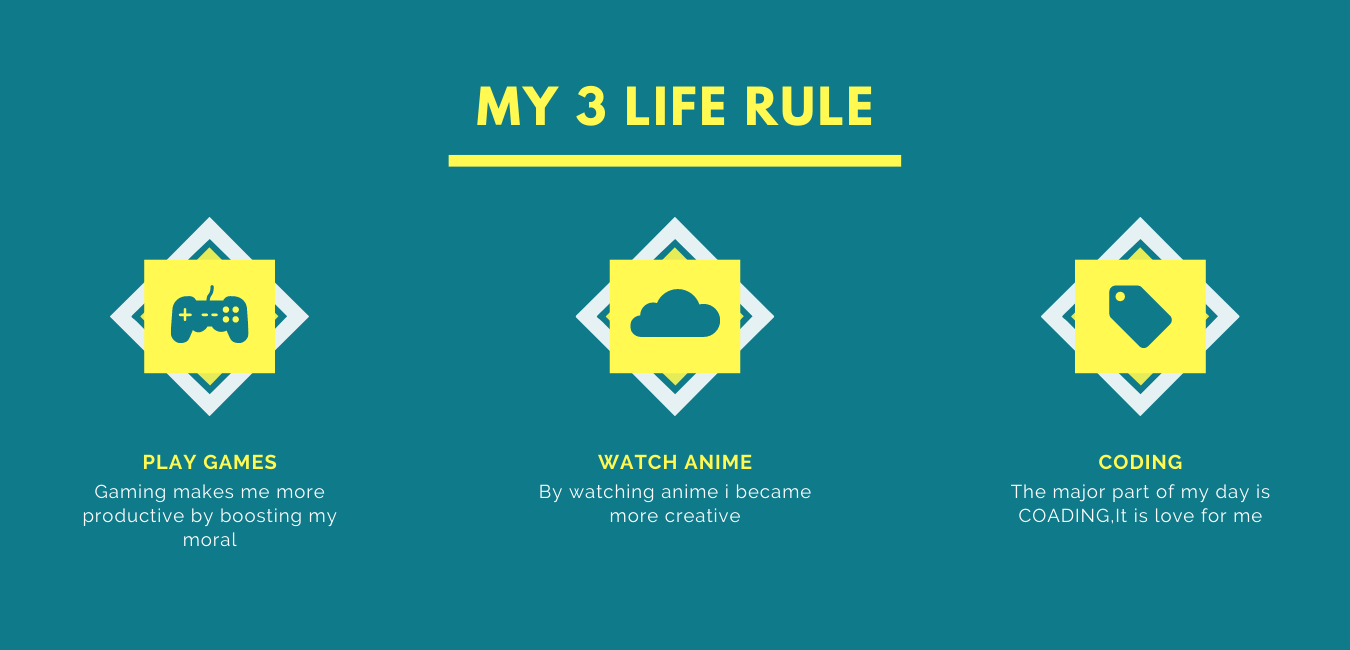 MY 3 LIFE RULE
PLAY GAMES
Gaming makes me more
productive by boosting my
moral
WATCH ANIME
By watching anime i became
more creative
CODING
The major part of my day is
COADING,It is love for me